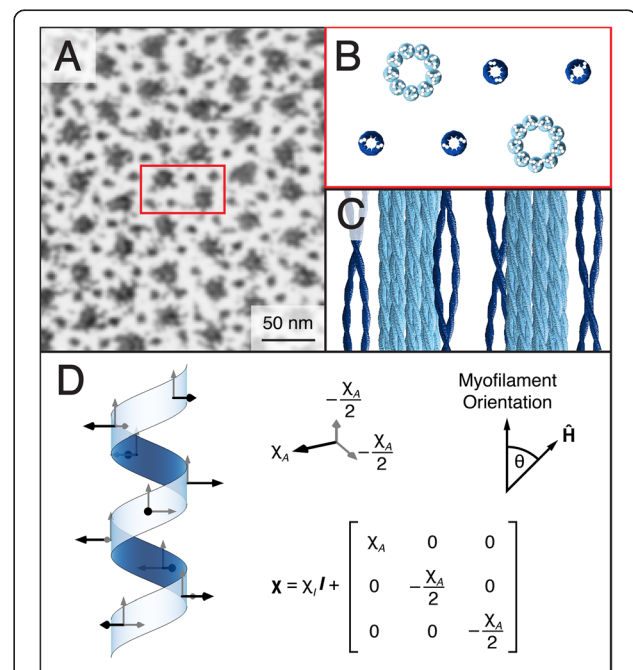 A
B
50 nm
C
D
Myofilament
Orientation
−χA/2
χA
−χA/2
Ĥ
θ
χA 0 0
χ = χI I + 0 −χA/2 0
0 0 −χA/2